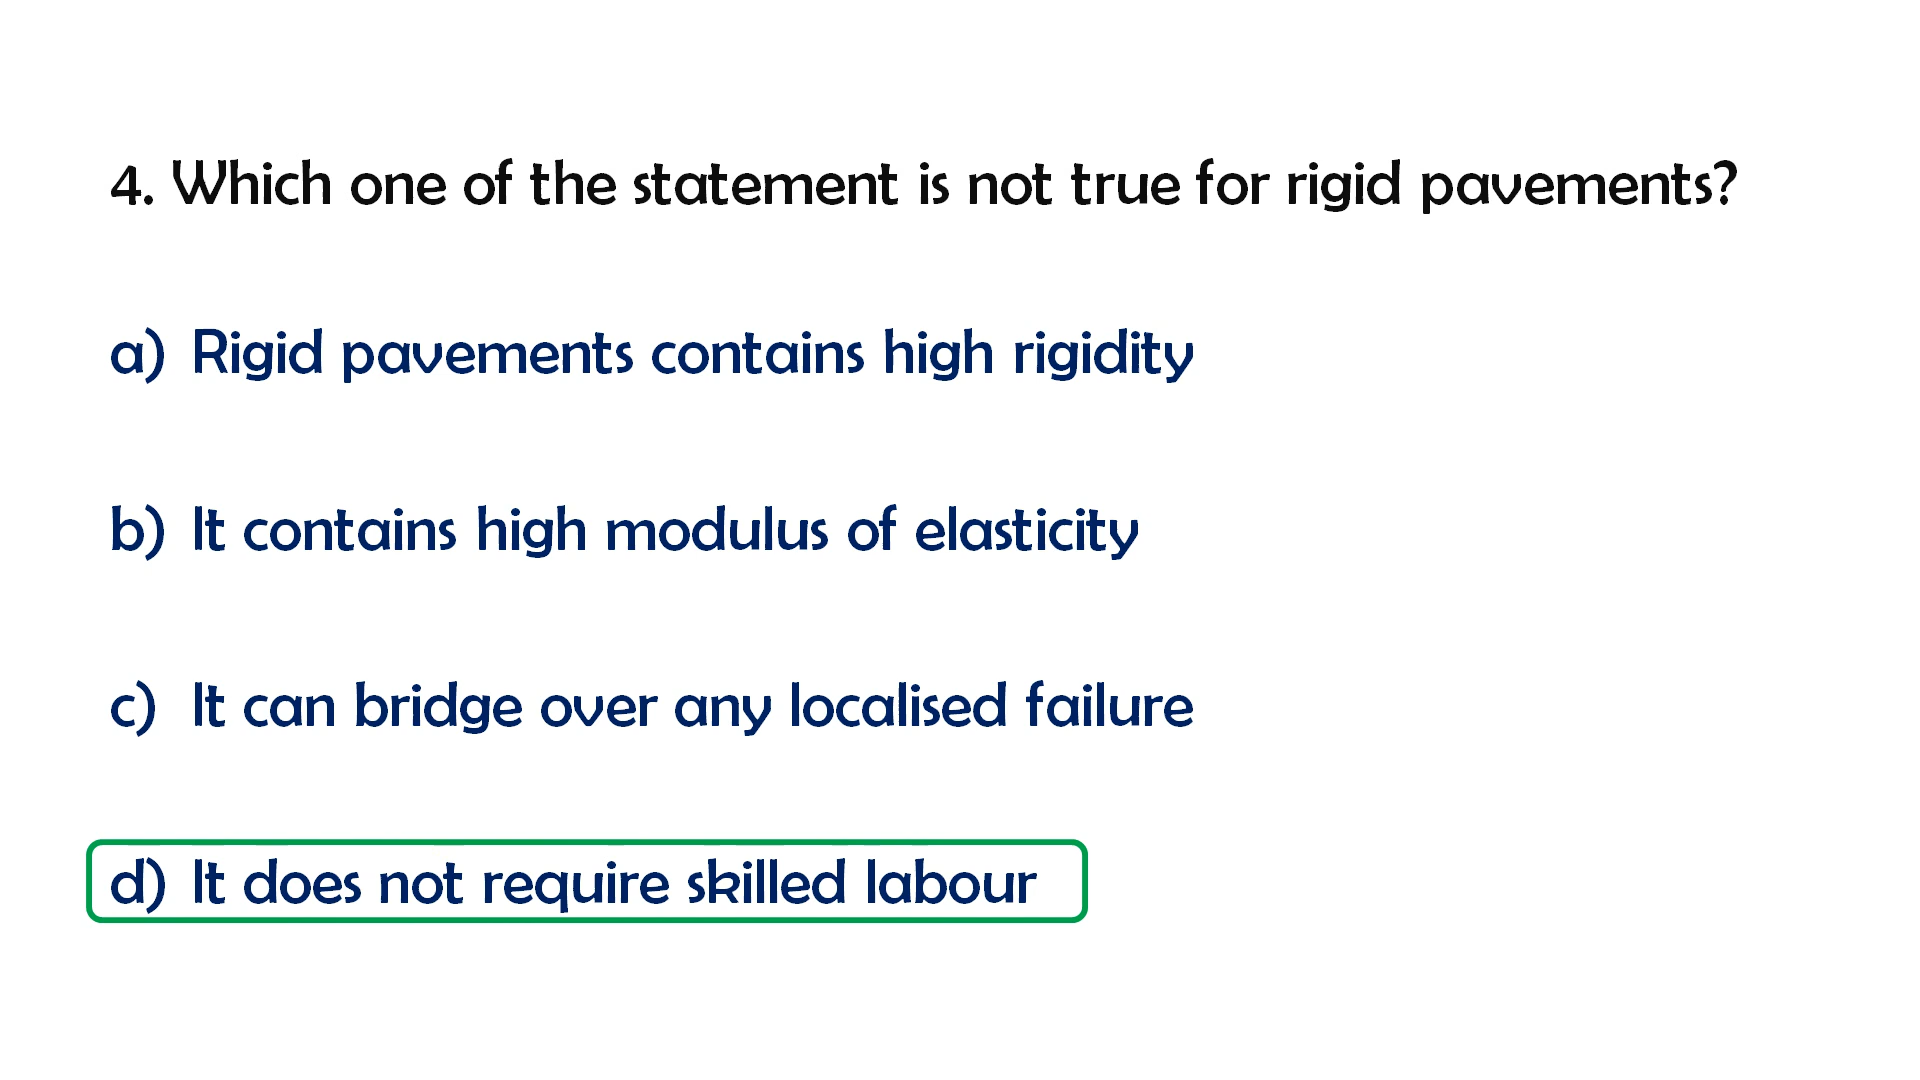 4. Which one of the statement is not true for rigid pavements?
a) Rigid pavements contains high rigidity
b) It contains high modulus of elasticity
c) It can bridge over any localised failure
d) It does not require skilled labour